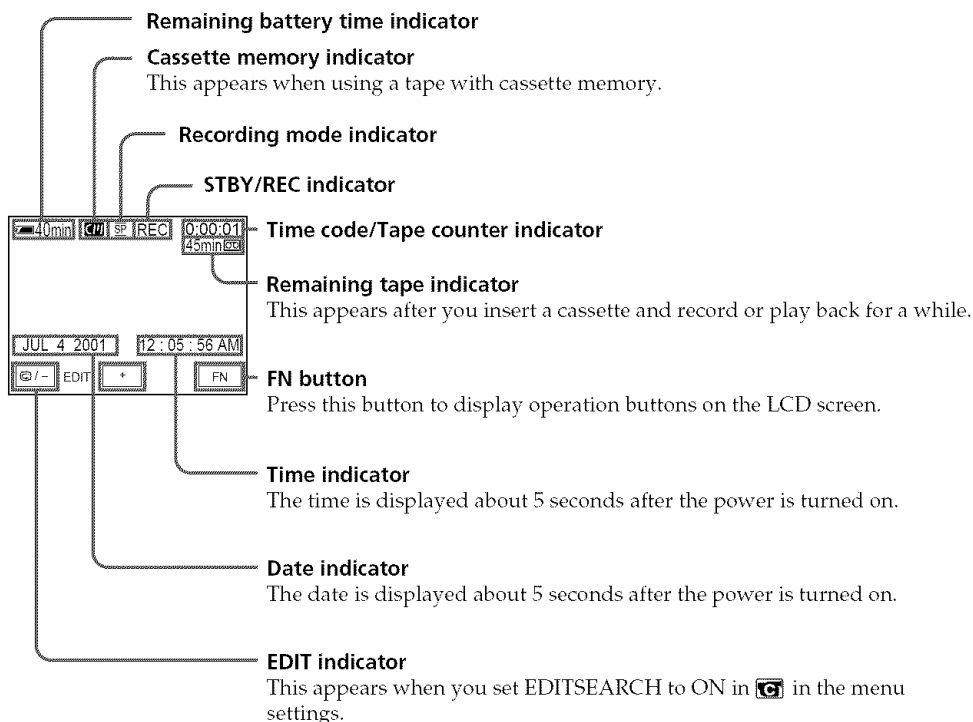 Remaining battery time indicator
Cassette memory indicator
This appears when using a tape with cassette memory.
Recording mode indicator
STBY/REC indicator
40min SP REC 0:00:01
Time code/Tape counter indicator
45min
Remaining tape indicator
This appears after you insert a cassette and record or play back for a while.
JUL 4 2001 12 : 05 : 56 AM
/ – EDIT + FN
FN button
Press this button to display operation buttons on the LCD screen.
Time indicator
The time is displayed about 5 seconds after the power is turned on.
Date indicator
The date is displayed about 5 seconds after the power is turned on.
EDIT indicator
This appears when you set EDITSEARCH to ON in C in the menu
settings.